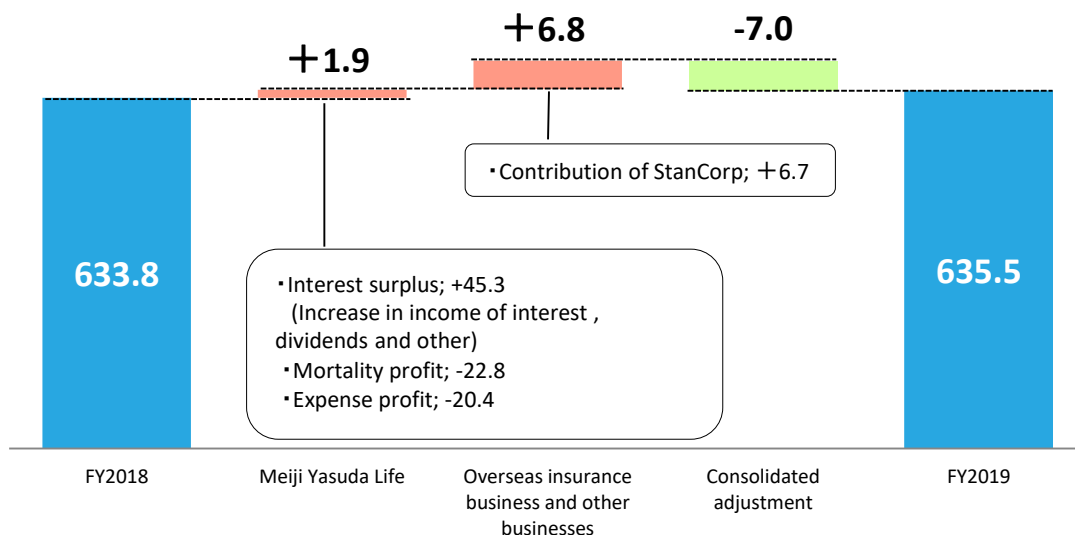 ＋1.9
＋6.8
-7.0
・Contribution of StanCorp; ＋6.7
633.8
635.5
・Interest surplus; +45.3
(Increase in income of interest ,
dividends and other)
・Mortality profit; -22.8
・Expense profit; -20.4
FY2018
Meiji Yasuda Life
Overseas insurance
business and other
businesses
Consolidated
adjustment
FY2019